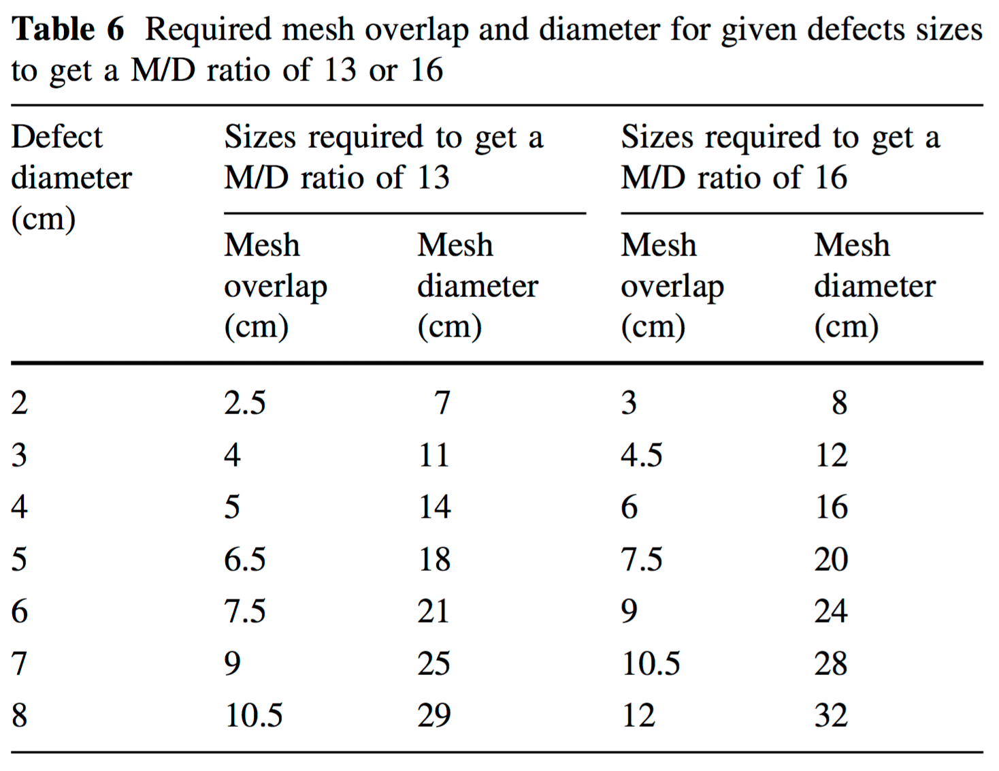 Table 6 Required mesh overlap and diameter for given defects sizes
to get a M/D ratio of 13 or 16
Defect diameter (cm)
Sizes required to get a
M/D ratio of 13
Sizes required to get a
M/D ratio of 16
Mesh overlap (cm)
Mesh diameter (cm)
Mesh overlap (cm)
Mesh diameter (cm)
2 2.5 7 3 8
3 4 11 4.5 12
4 5 14 6 16
5 6.5 18 7.5 20
6 7.5 21 9 24
7 9 25 10.5 28
8 10.5 29 12 32